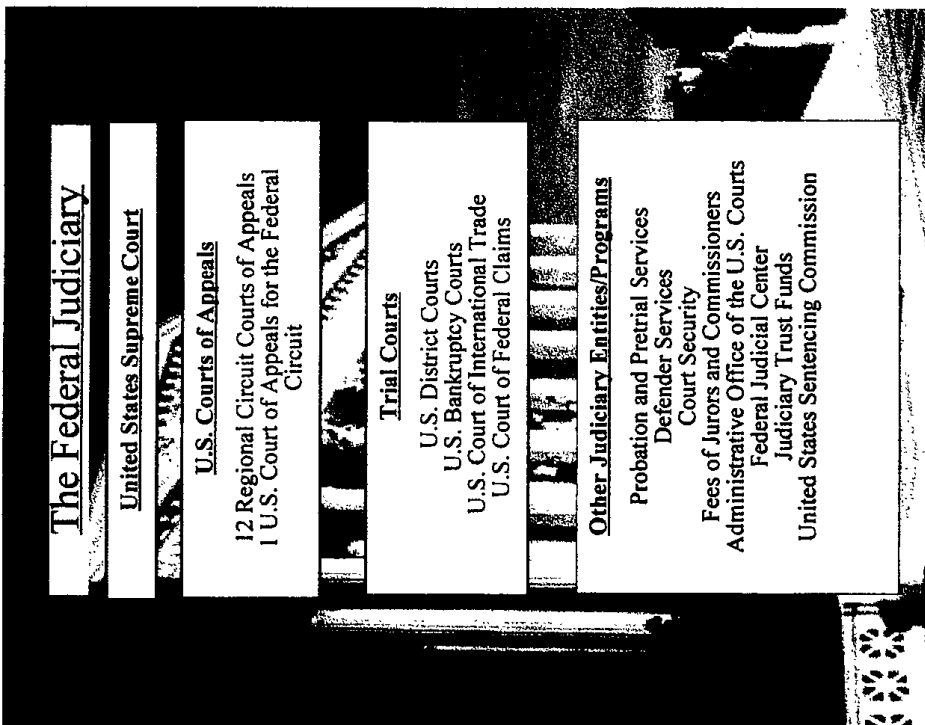 The Federal Judiciary
United States Supreme Court
U.S. Courts of Appeals
12 Regional Circuit Courts of Appeals
1 U.S. Court of Appeals for the Federal
Circuit
Trial Courts
U.S. District Courts
U.S. Bankruptcy Courts
U.S. Court of International Trade
U.S. Court of Federal Claims
Other Judiciary Entities/Programs
Probation and Pretrial Services
Defender Services
Court Security
Fees of Jurors and Commissioners
Administrative Office of the U.S. Courts
Federal Judicial Center
Judiciary Trust Funds
United States Sentencing Commission